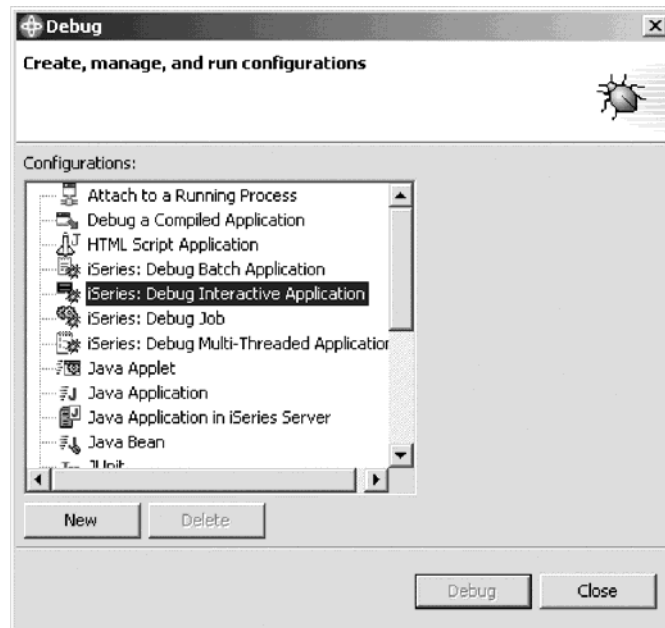 Debug
Create, manage, and run configurations
Configurations:
Attach to a Running Process
Debug a Compiled Application
HTML Script Application
iSeries: Debug Batch Application
iSeries: Debug Interactive Application
iSeries: Debug Job
iSeries: Debug Multi-Threaded Application
Java Applet
Java Application
Java Application in iSeries Server
Java Bean
JUnit
New
Delete
Debug
Close